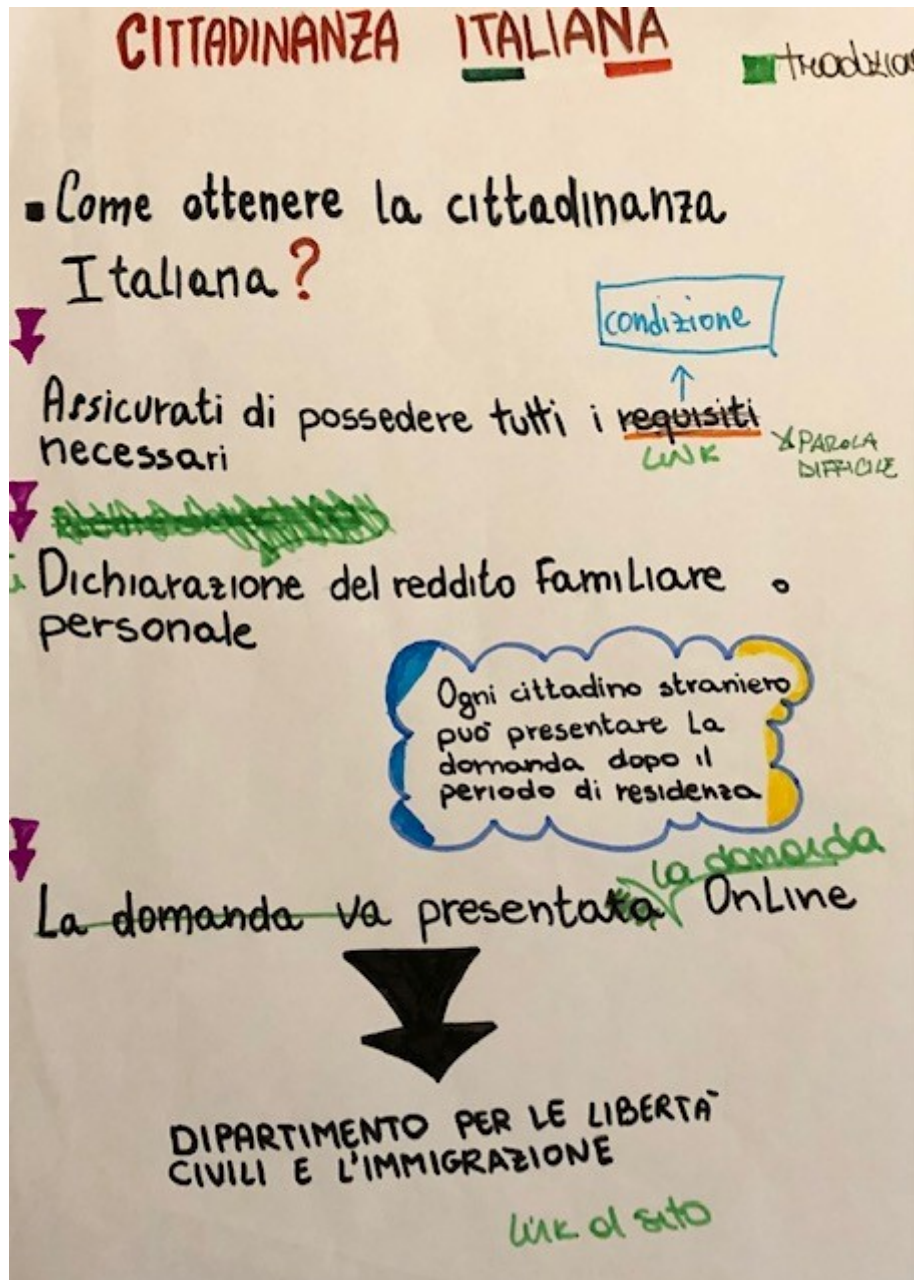 CITTADINANZA ITALIANA
▪ Come ottenere la cittadinanza
Italiana?
condizione
Assicurati di possedere tutti i requisiti
necessari
LINK
PAROLA
DIFFICILE
Dichiarazione del reddito Familiare
personale
Ogni cittadino straniero
può presentare La
domanda dopo il
periodo di residenza
la domanda
La domanda va presentata OnLine
DIPARTIMENTO PER LE LIBERTÀ
CIVILI E L'IMMIGRAZIONE
Link al sito